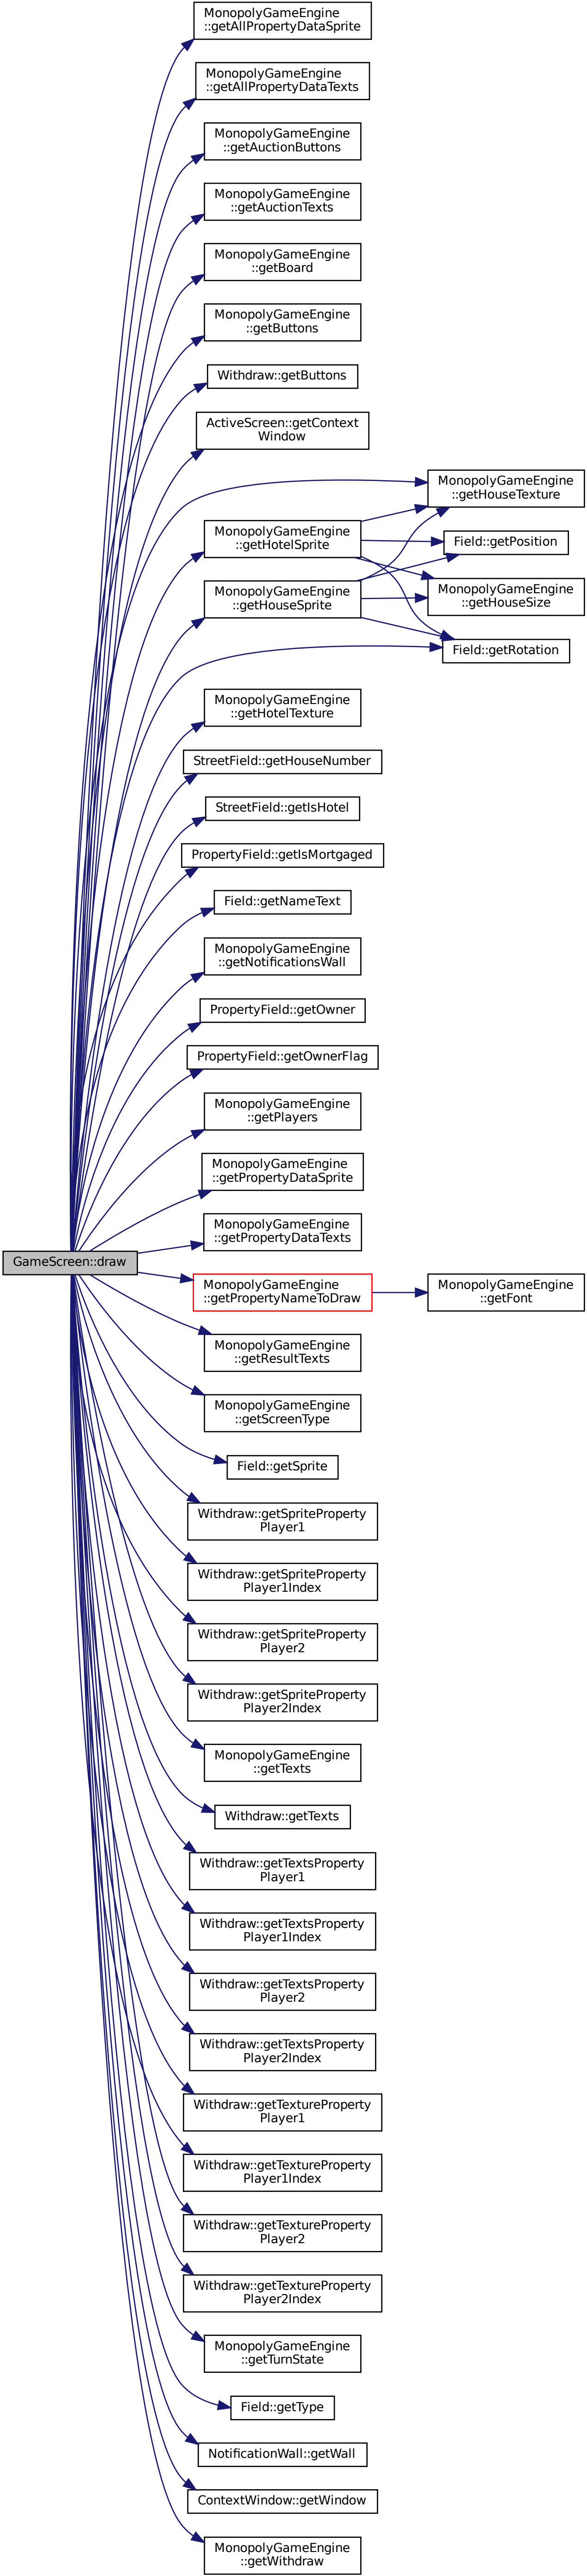 MonopolyGameEngine
::getAllPropertyDataSprite
MonopolyGameEngine
::getAllPropertyDataTexts
MonopolyGameEngine
::getAuctionButtons
MonopolyGameEngine
::getAuctionTexts
MonopolyGameEngine
::getBoard
MonopolyGameEngine
::getButtons
Withdraw::getButtons
ActiveScreen::getContext
Window
MonopolyGameEngine
::getHouseTexture
MonopolyGameEngine
::getHotelSprite
Field::getPosition
MonopolyGameEngine
::getHouseSprite
MonopolyGameEngine
::getHouseSize
Field::getRotation
MonopolyGameEngine
::getHotelTexture
StreetField::getHouseNumber
StreetField::getIsHotel
PropertyField::getIsMortgaged
Field::getNameText
MonopolyGameEngine
::getNotificationsWall
PropertyField::getOwner
PropertyField::getOwnerFlag
MonopolyGameEngine
::getPlayers
MonopolyGameEngine
::getPropertyDataSprite
MonopolyGameEngine
::getPropertyDataTexts
GameScreen::draw
MonopolyGameEngine
::getPropertyNameToDraw
MonopolyGameEngine
::getFont
MonopolyGameEngine
::getResultTexts
MonopolyGameEngine
::getScreenType
Field::getSprite
Withdraw::getSpriteProperty
Player1
Withdraw::getSpriteProperty
Player1Index
Withdraw::getSpriteProperty
Player2
Withdraw::getSpriteProperty
Player2Index
MonopolyGameEngine
::getTexts
Withdraw::getTexts
Withdraw::getTextsProperty
Player1
Withdraw::getTextsProperty
Player1Index
Withdraw::getTextsProperty
Player2
Withdraw::getTextsProperty
Player2Index
Withdraw::getTextureProperty
Player1
Withdraw::getTextureProperty
Player1Index
Withdraw::getTextureProperty
Player2
Withdraw::getTextureProperty
Player2Index
MonopolyGameEngine
::getTurnState
Field::getType
NotificationWall::getWall
ContextWindow::getWindow
MonopolyGameEngine
::getWithdraw